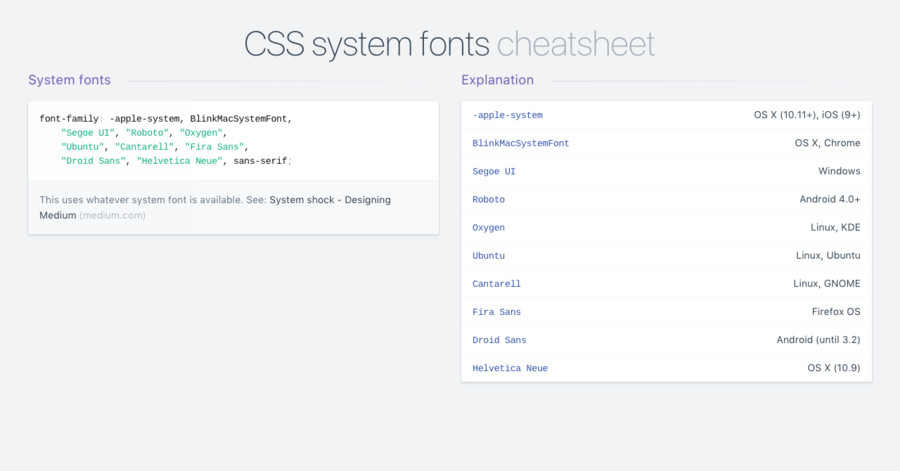 CSS system fonts cheatsheet
System fonts
font-family: -apple-system, BlinkMacSystemFont,
"Segoe UI", "Roboto", "Oxygen",
"Ubuntu", "Cantarell", "Fira Sans",
"Droid Sans", "Helvetica Neue", sans-serif;
This uses whatever system font is available. See: System shock - Designing
Medium (medium.com)
Explanation
-apple-system OS X (10.11+), iOS (9+)
BlinkMacSystemFont OS X, Chrome
Segoe UI Windows
Roboto Android 4.0+
Oxygen Linux, KDE
Ubuntu Linux, Ubuntu
Cantarell Linux, GNOME
Fira Sans Firefox OS
Droid Sans Android (until 3.2)
Helvetica Neue OS X (10.9)